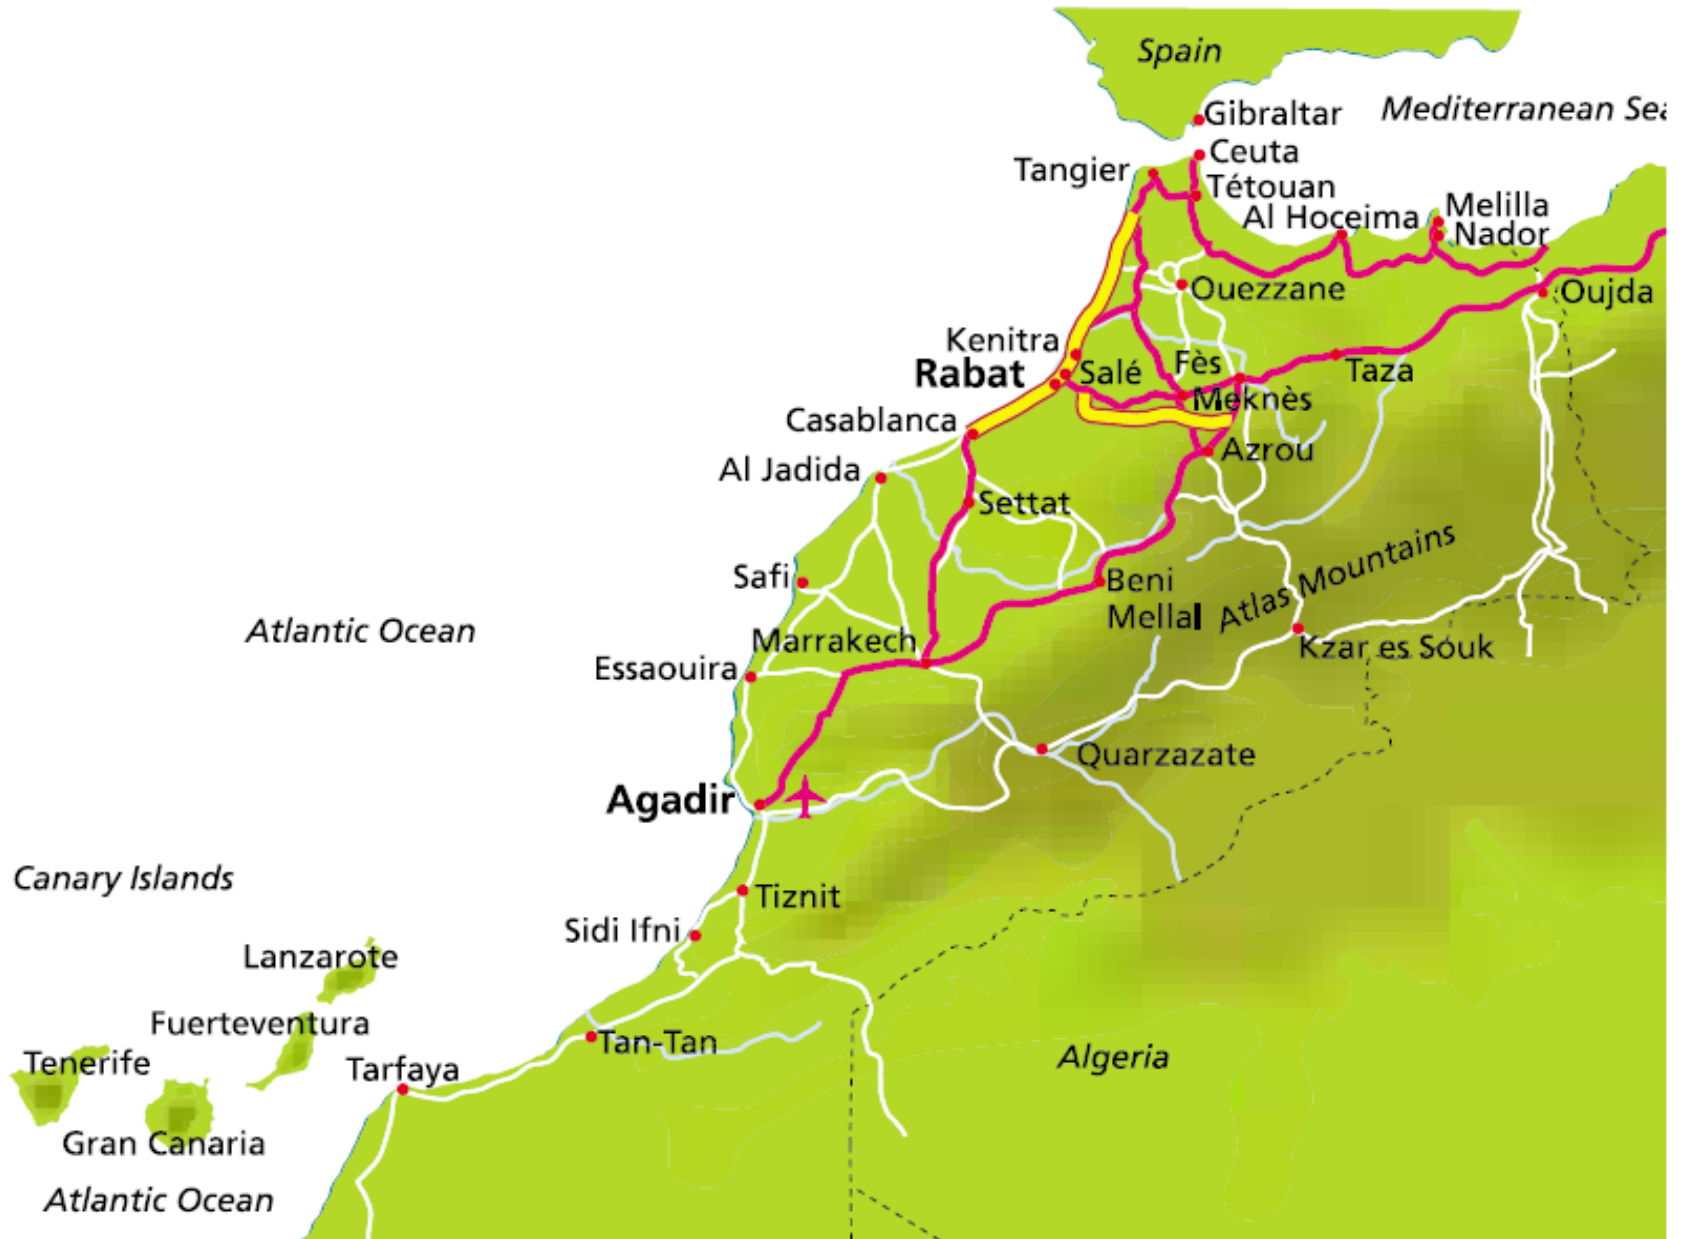 Spain
Gibraltar
Mediterranean Sea
Ceuta
Tangier
Tétouan
Melilla
Al Hoceima
Nador
Ouezzane
Oujda
Kenitra
Fès
Rabat
Salé
Taza
Meknès
Casablanca
Azrou
Al Jadida
Settat
Atlas Mountains
Safi
Beni
Mellal
Atlantic Ocean
Marrakech
Kzar es Souk
Essaouira
Quarzazate
Agadir
Canary Islands
Tiznit
Sidi Ifni
Lanzarote
Fuerteventura
Tan-Tan
Algeria
Tenerife
Tarfaya
Gran Canaria
Atlantic Ocean